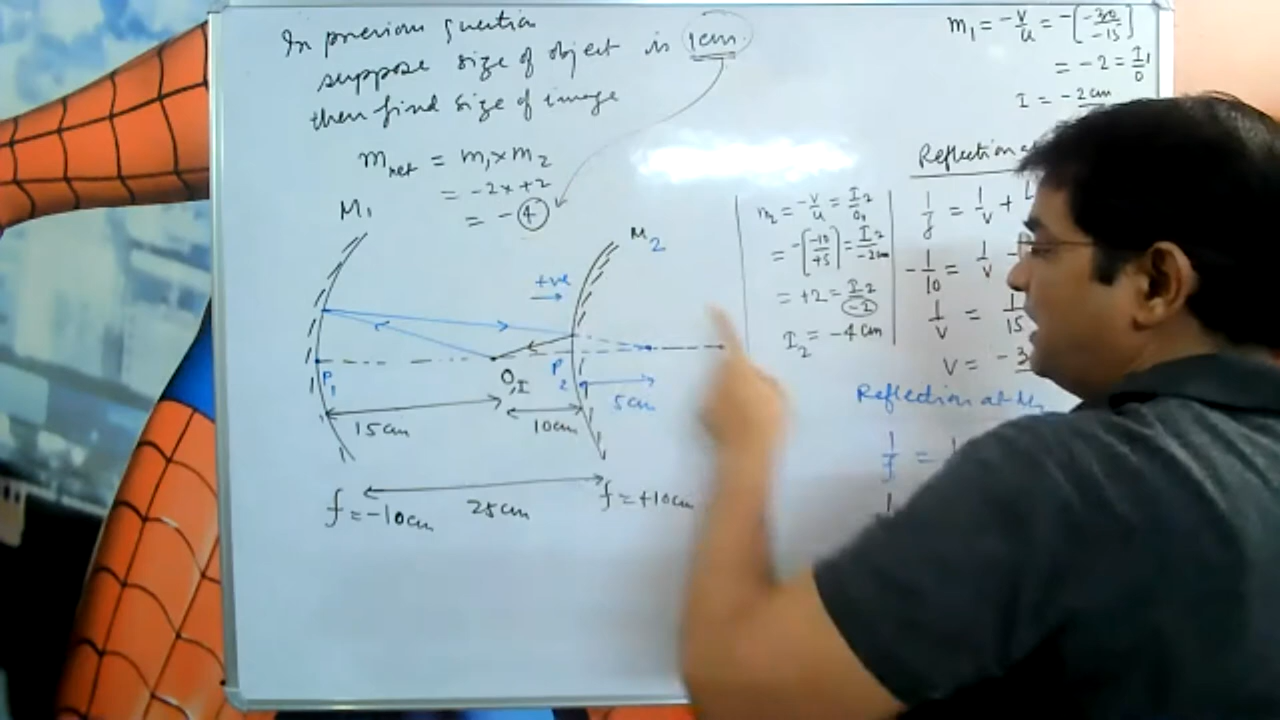 In previous question
suppose size of object is 1cm.
then find size of image
m_net = m₁×m₂
= -2×+2
= -4
M₁
M₂
+ve
P₁
O,I
P₂
5cm
15cm
10cm
25cm
f=-10cm
f=+10cm
m₂ = -v/u = I₂/O₁
= -[-10/+5] = I₂/-2cm
= +2 = I₂/-2
I₂ = -4cm
m₁ = -v/u = -[-30/-15]
= -2 = I₁/O
I = -2cm
Reflection at
1/f = 1/v +
-1/10 = 1/v -
1/v = 1/15
v = -3
Reflection at M₂
1/f =
1